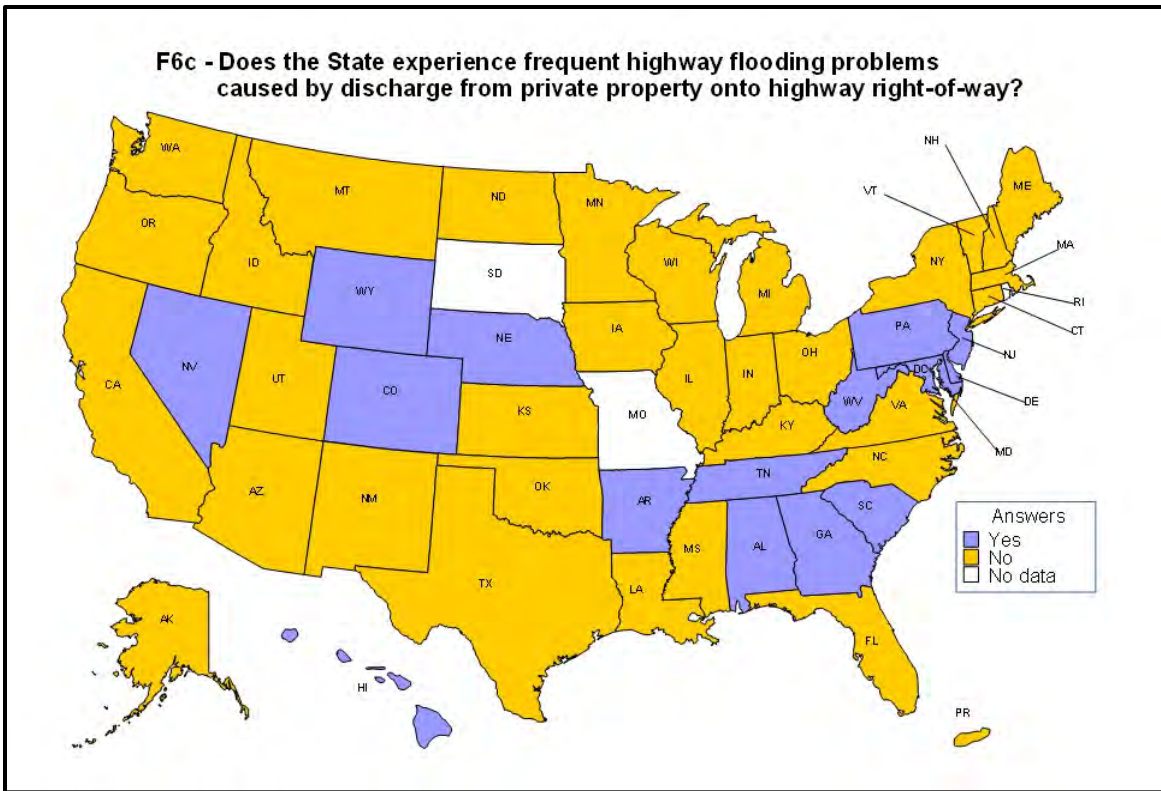 F6c - Does the State experience frequent highway flooding problems
caused by discharge from private property onto highway right-of-way?
NH
WA
MT
ND
MN
VT
ME
OR
ID
SD
WI
NY
MA
WY
MI
RI
IA
PA
CT
NE
NV
UT
CO
IL
IN
OH
NJ
CA
DC
KS
MO
WV
VA
DE
KY
MD
AZ
NM
OK
TN
NC
AR
SC
MS
AL
GA
Answers
Yes
No
No data
TX
LA
AK
FL
HI
PR